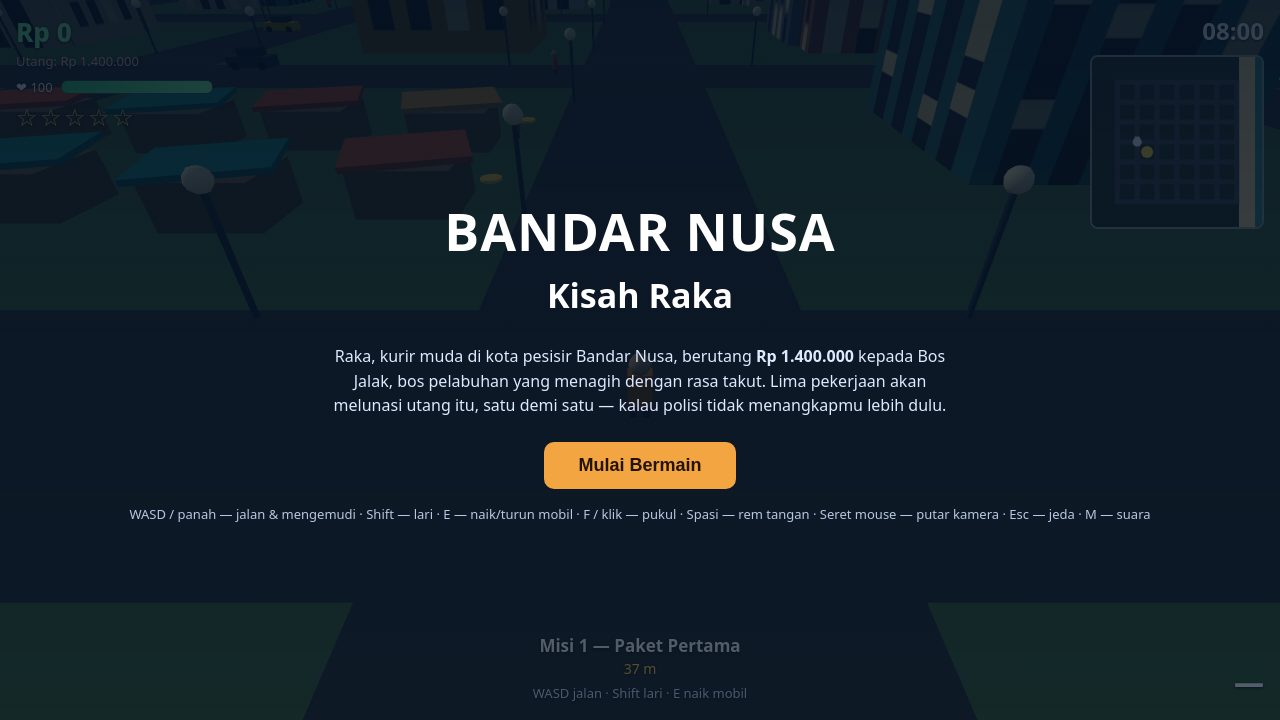 Rp 0
08:00
Utang: Rp 1.400.000
❤ 100
☆☆☆☆☆
BANDAR NUSA
Kisah Raka
Raka, kurir muda di kota pesisir Bandar Nusa, berutang Rp 1.400.000 kepada Bos
Jalak, bos pelabuhan yang menagih dengan rasa takut. Lima pekerjaan akan
melunasi utang itu, satu demi satu — kalau polisi tidak menangkapmu lebih dulu.
Mulai Bermain
WASD / panah — jalan & mengemudi · Shift — lari · E — naik/turun mobil · F / klik — pukul · Spasi — rem tangan · Seret mouse — putar kamera · Esc — jeda · M — suara
Misi 1 — Paket Pertama
37 m
WASD jalan · Shift lari · E naik mobil
—